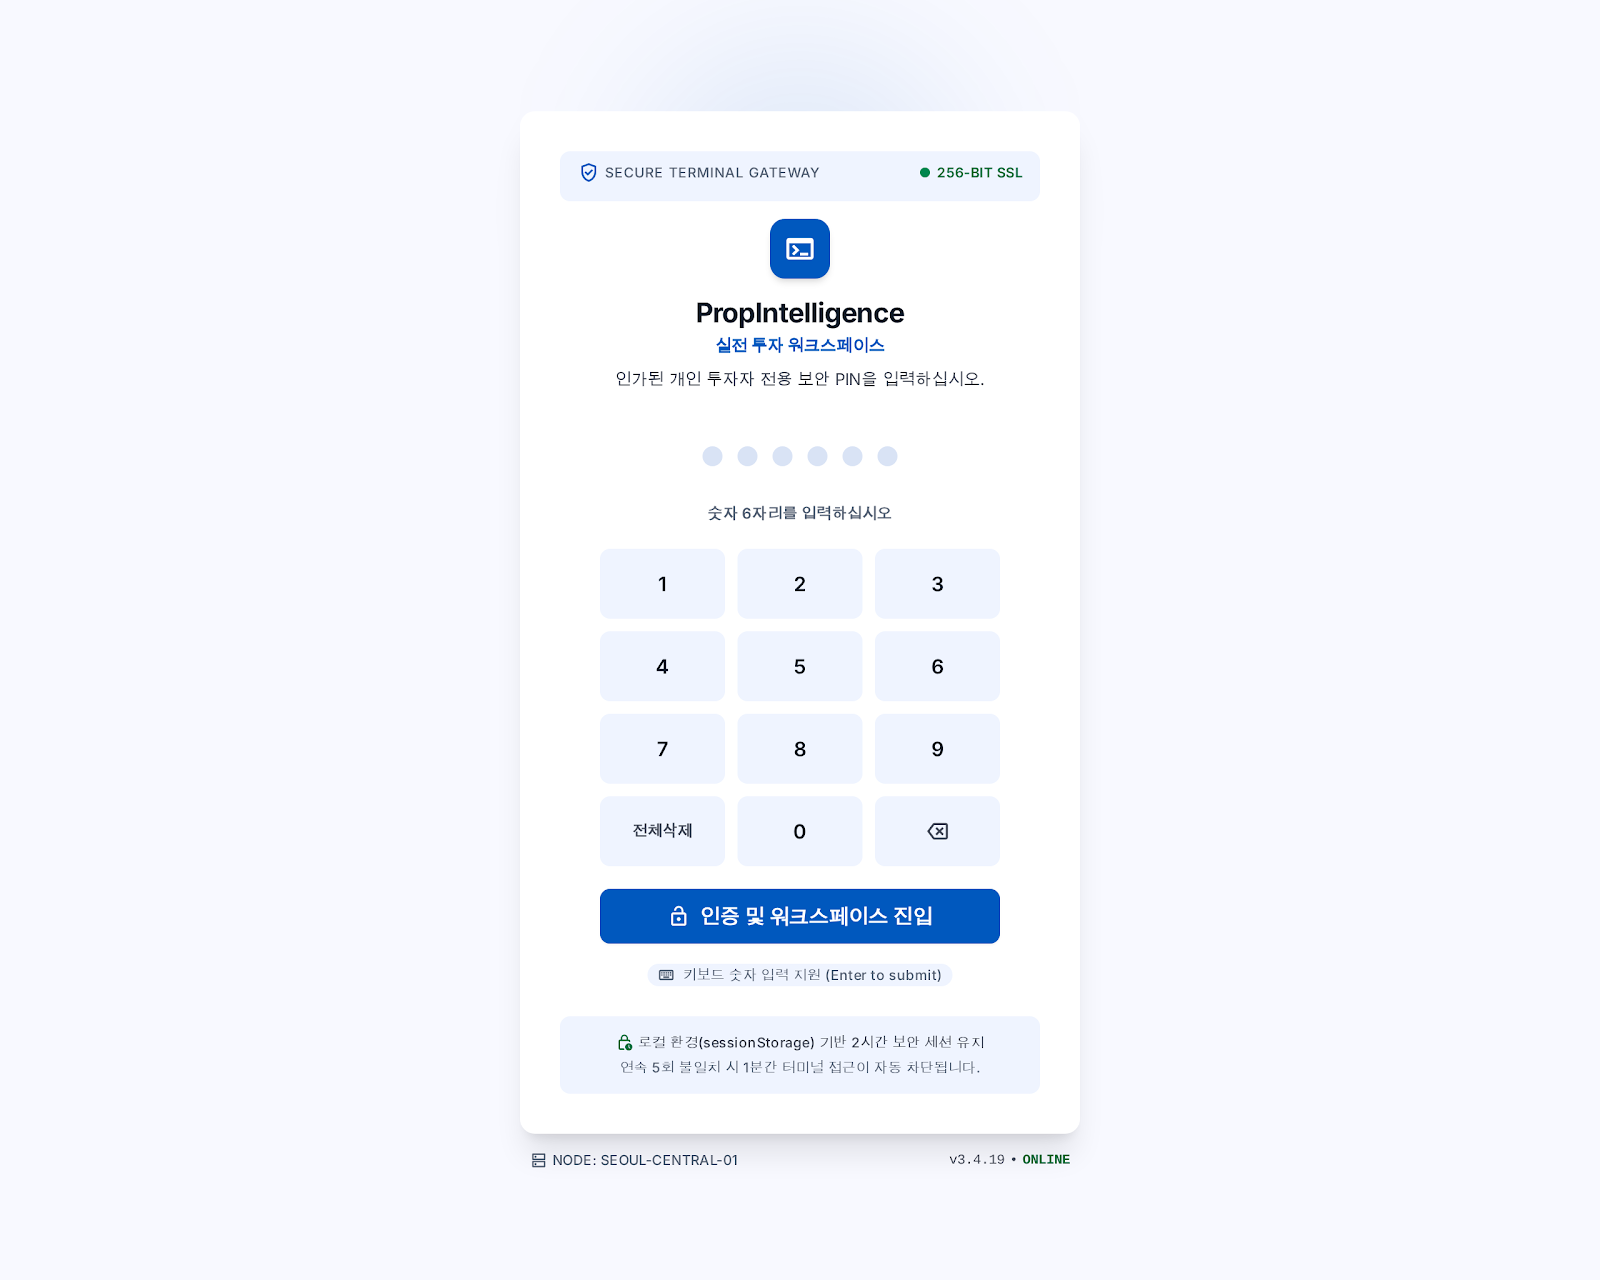 SECURE TERMINAL GATEWAY
256-BIT SSL
PropIntelligence
실전 투자 워크스페이스
인가된 개인 투자자 전용 보안 PIN을 입력하십시오.
숫자 6자리를 입력하십시오
1 2 3
4 5 6
7 8 9
전체삭제 0
인증 및 워크스페이스 진입
키보드 숫자 입력 지원 (Enter to submit)
로컬 환경(sessionStorage) 기반 2시간 보안 세션 유지
연속 5회 불일치 시 1분간 터미널 접근이 자동 차단됩니다.
NODE: SEOUL-CENTRAL-01
v3.4.19 • ONLINE